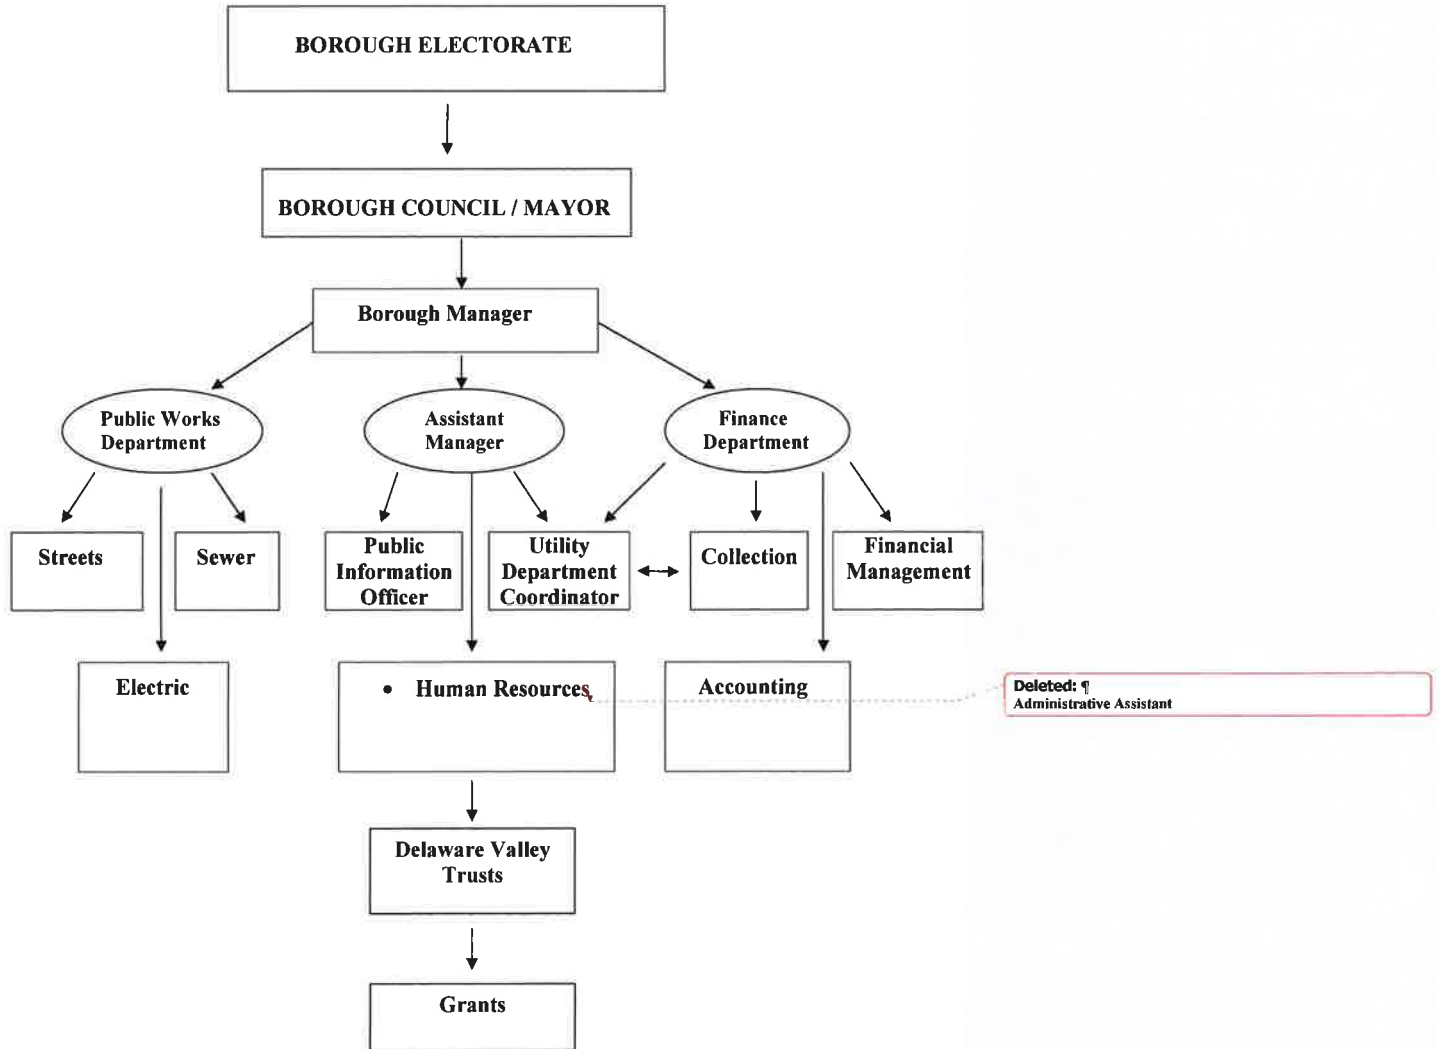 BOROUGH ELECTORATE
BOROUGH COUNCIL / MAYOR
Borough Manager
Public Works
Department
Assistant
Manager
Finance
Department
Streets
Sewer
Public
Information
Officer
Utility
Department
Coordinator
Collection
Financial
Management
Electric
• Human Resources
Accounting
Deleted: ¶
Administrative Assistant
Delaware Valley
Trusts
Grants